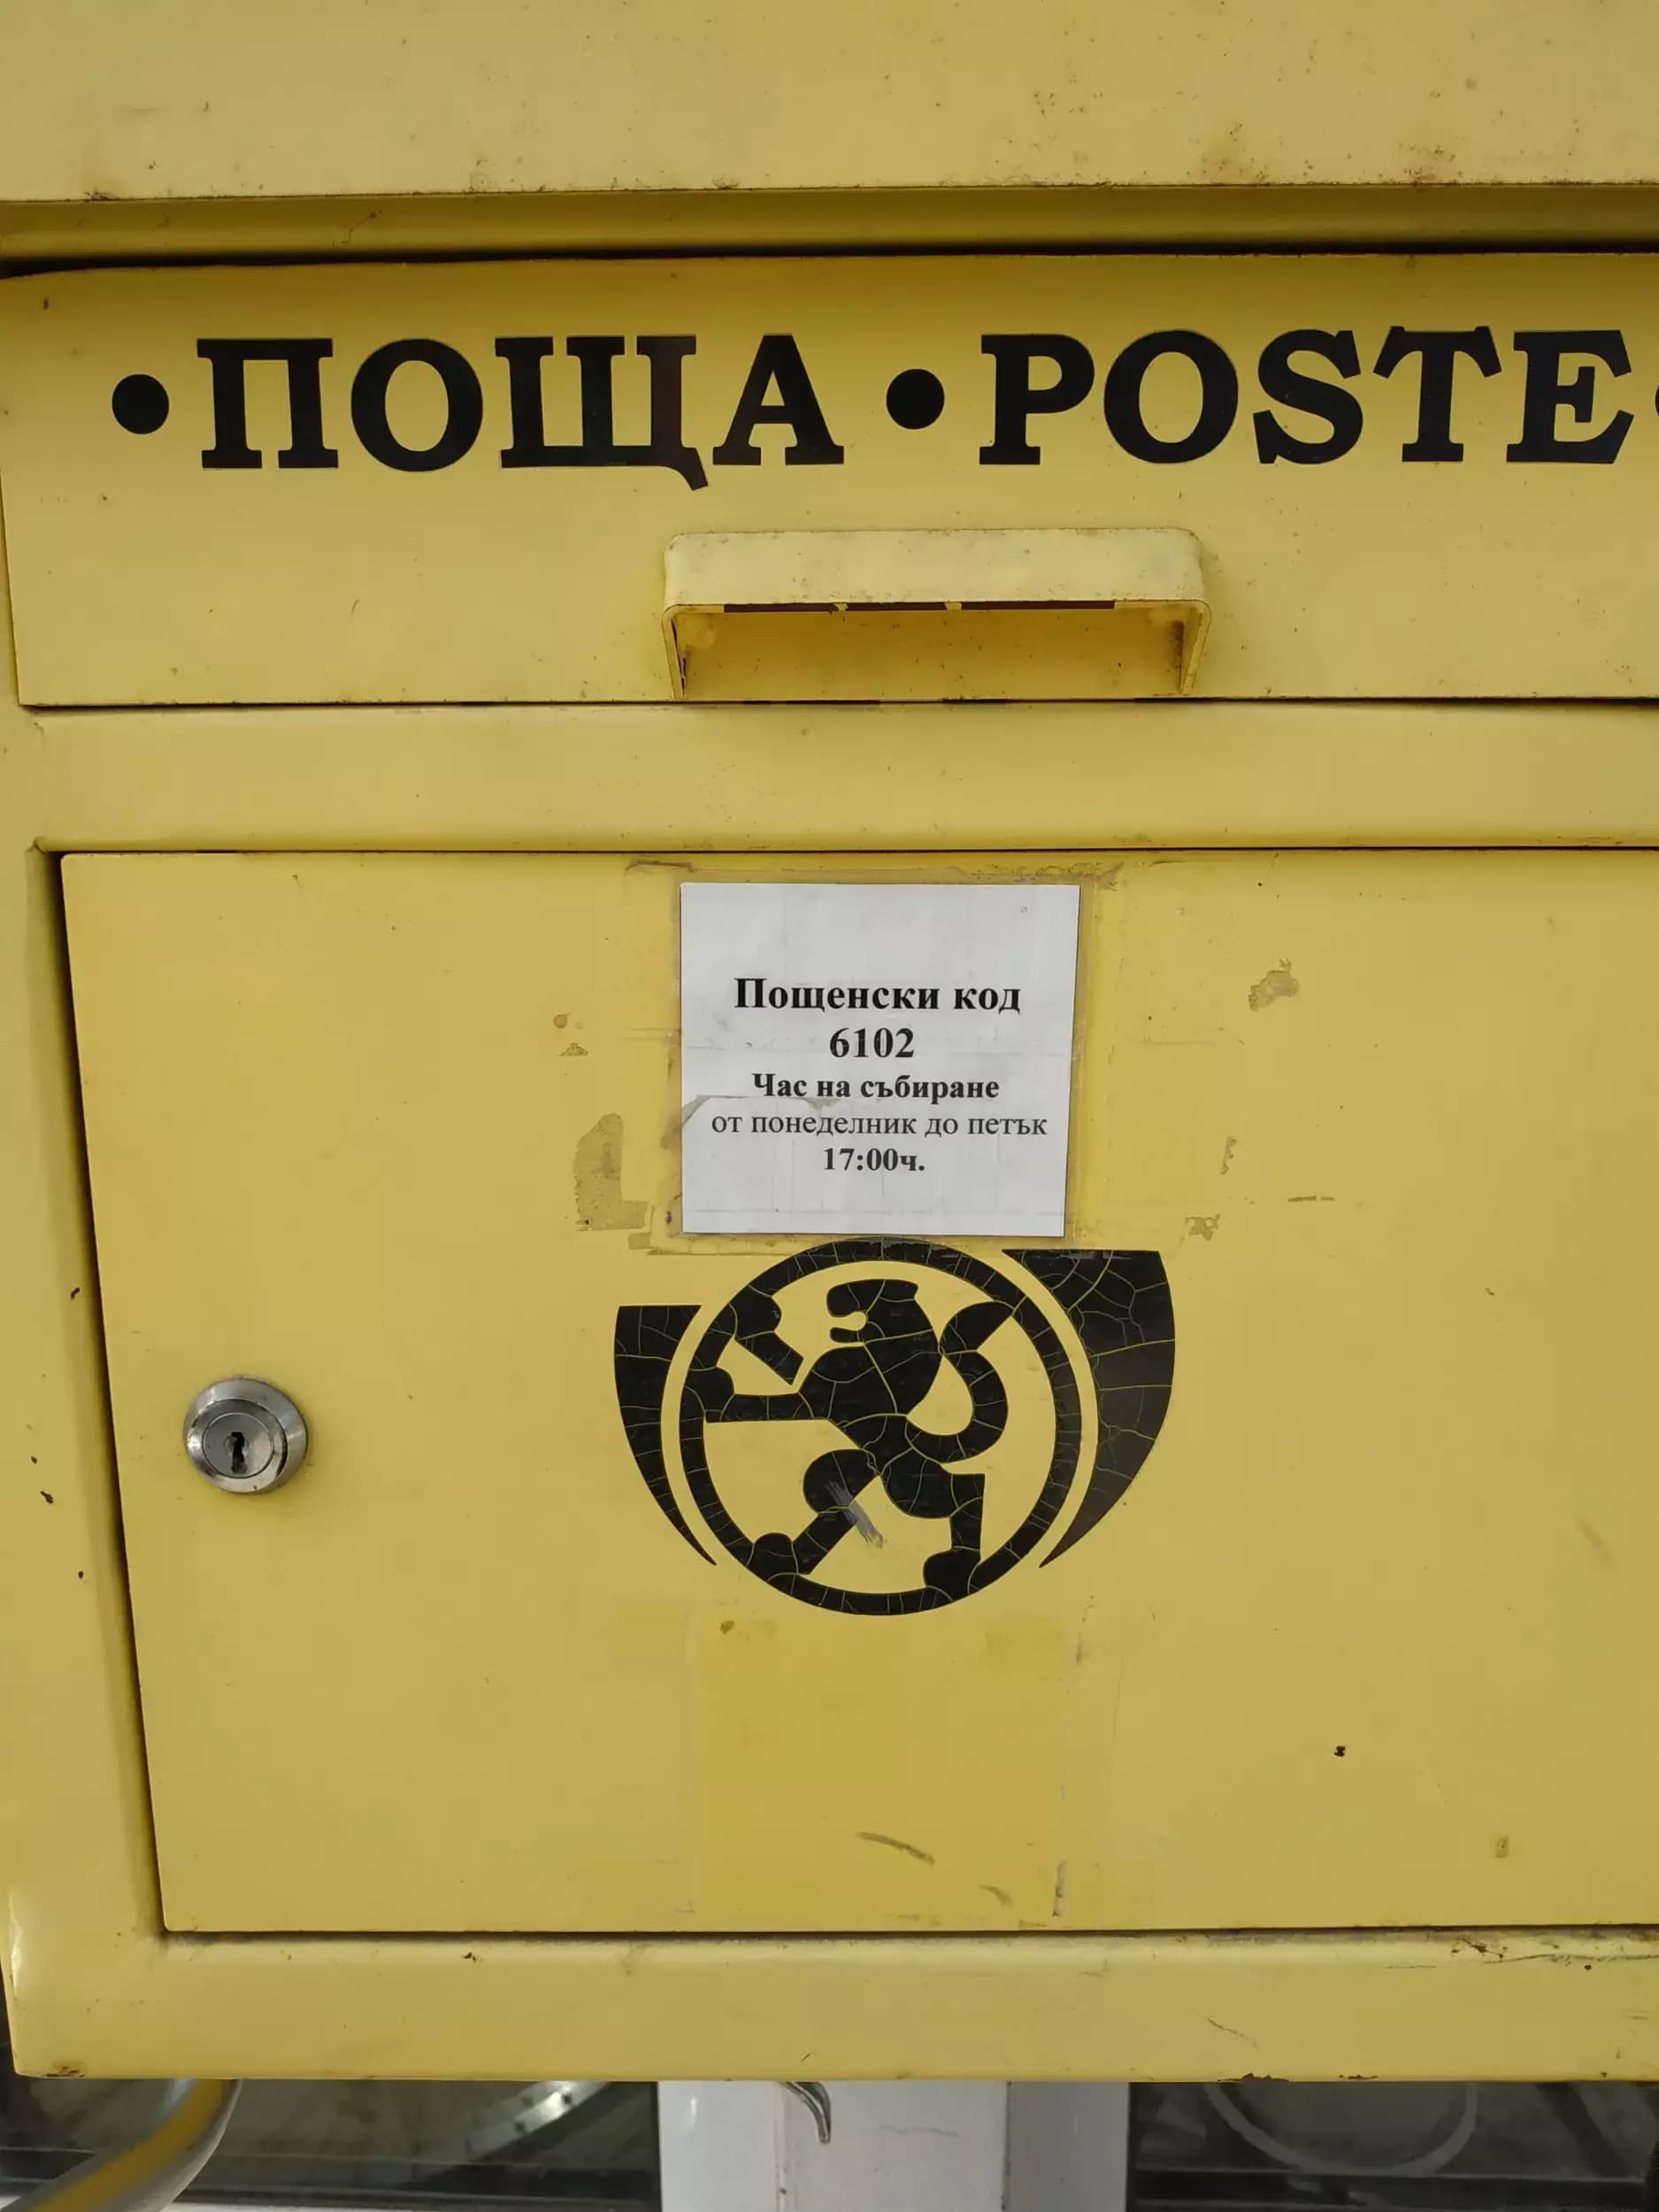 •ПОЩА•POSTE•
Пощенски код
6102
Час на събиране
от понеделник до петък
17:00ч.